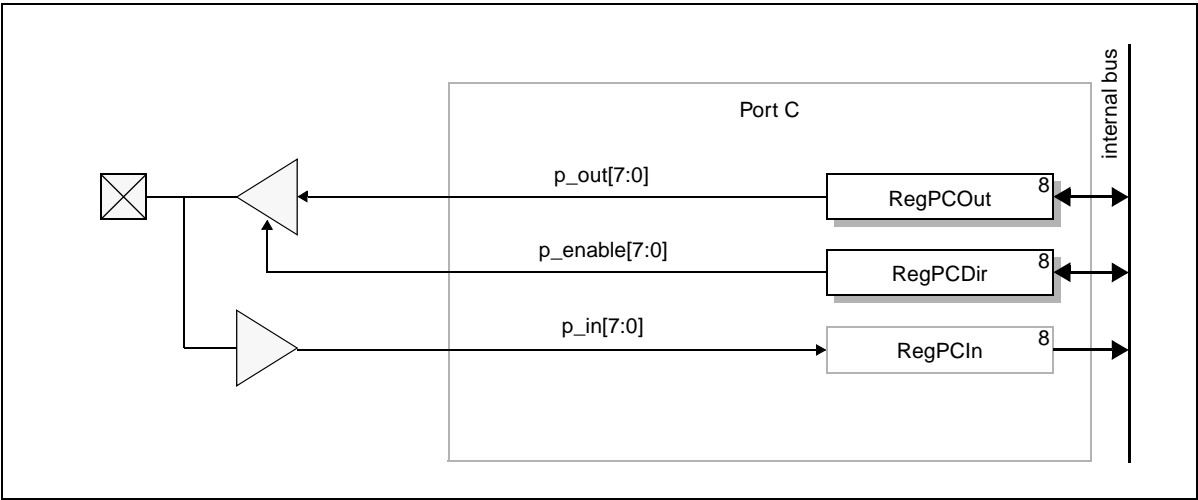 internal bus
Port C
p_out[7:0]
8
RegPCOut
p_enable[7:0]
8
RegPCDir
p_in[7:0]
8
RegPCIn